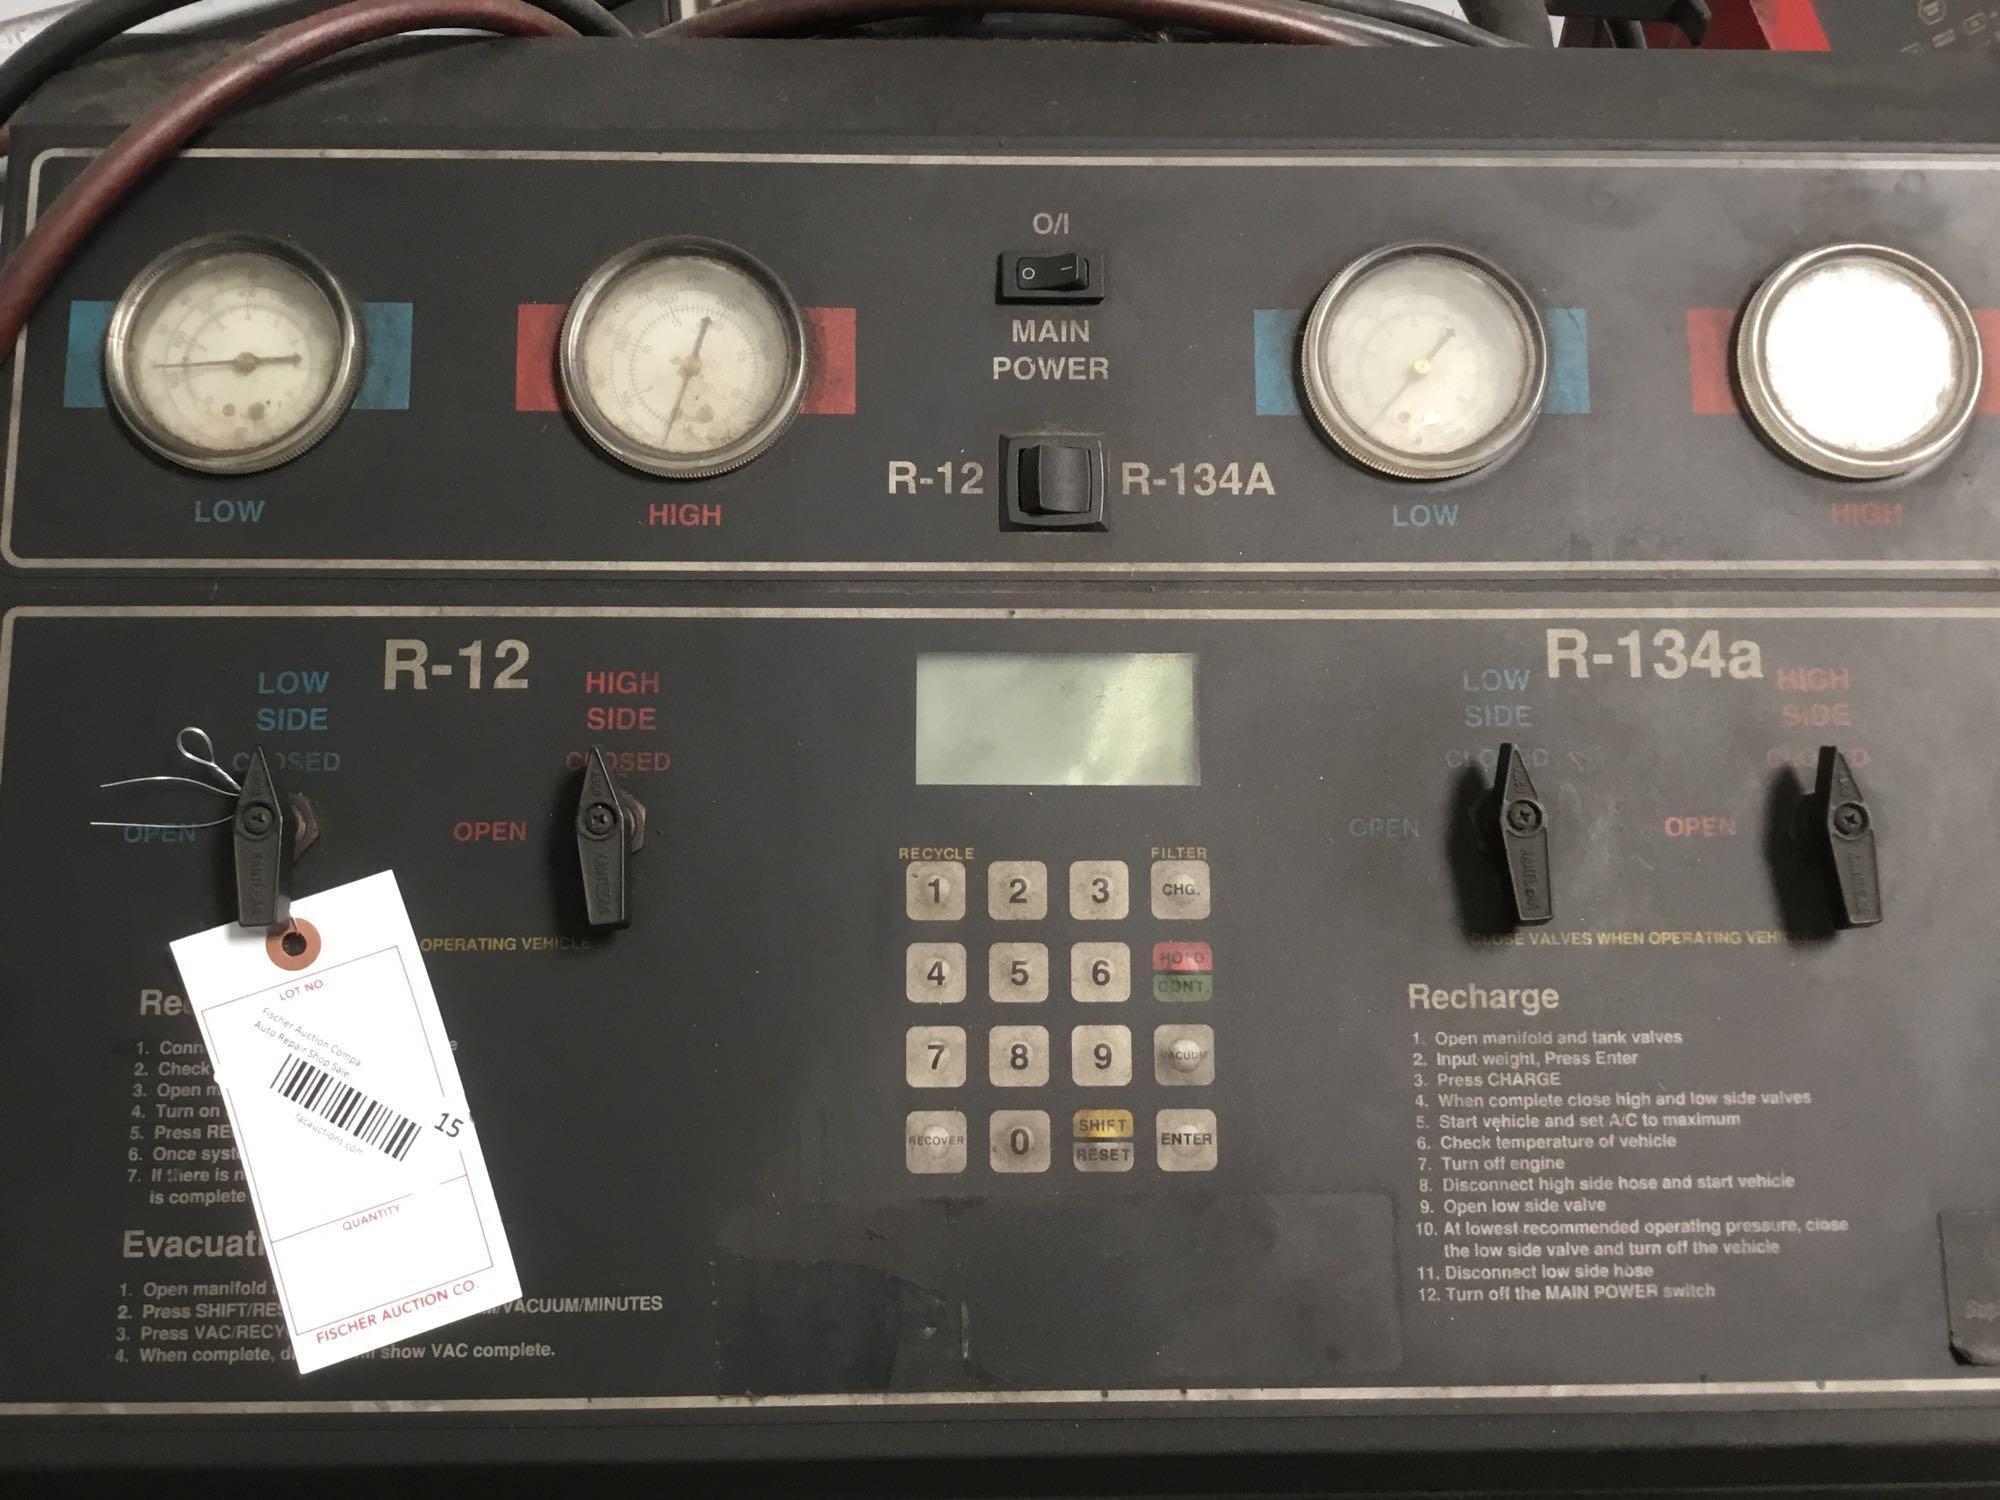 O/I
MAIN
POWER
R-12
R-134A
LOW
HIGH
LOW
HIGH
R-12
LOW
SIDE
CLOSED
OPEN
HIGH
SIDE
CLOSED
OPEN
OPERATING VEHICLE
R-134a
LOW
SIDE
CLOSED
OPEN
HIGH
SIDE
CLOSED
OPEN
CLOSE VALVES WHEN OPERATING VEHICLE
RECYCLE
FILTER
1
2
3
CHG.
4
5
6
HOLD
CONT.
7
8
9
VACUUM
RECOVER
0
SHIFT
RESET
ENTER
1. Conn
2. Check
3. Open m
4. Turn on
5. Press RE
6. Once syst
7. If there is n
is complete
Evacuati
1. Open manifold
2. Press SHIFT/RES /VACUUM/MINUTES
3. Press VAC/RECY
4. When complete, show VAC complete.
LOT NO.
Fischer Auction Compa
Auto Repair Shop Sale
facauctions.com
15
QUANTITY
FISCHER AUCTION CO.
Recharge
1. Open manifold and tank valves
2. Input weight, Press Enter
3. Press CHARGE
4. When complete close high and low side valves
5. Start vehicle and set A/C to maximum
6. Check temperature of vehicle
7. Turn off engine
8. Disconnect high side hose and start vehicle
9. Open low side valve
10. At lowest recommended operating pressure, close
the low side valve and turn off the vehicle
11. Disconnect low side hose
12. Turn off the MAIN POWER switch